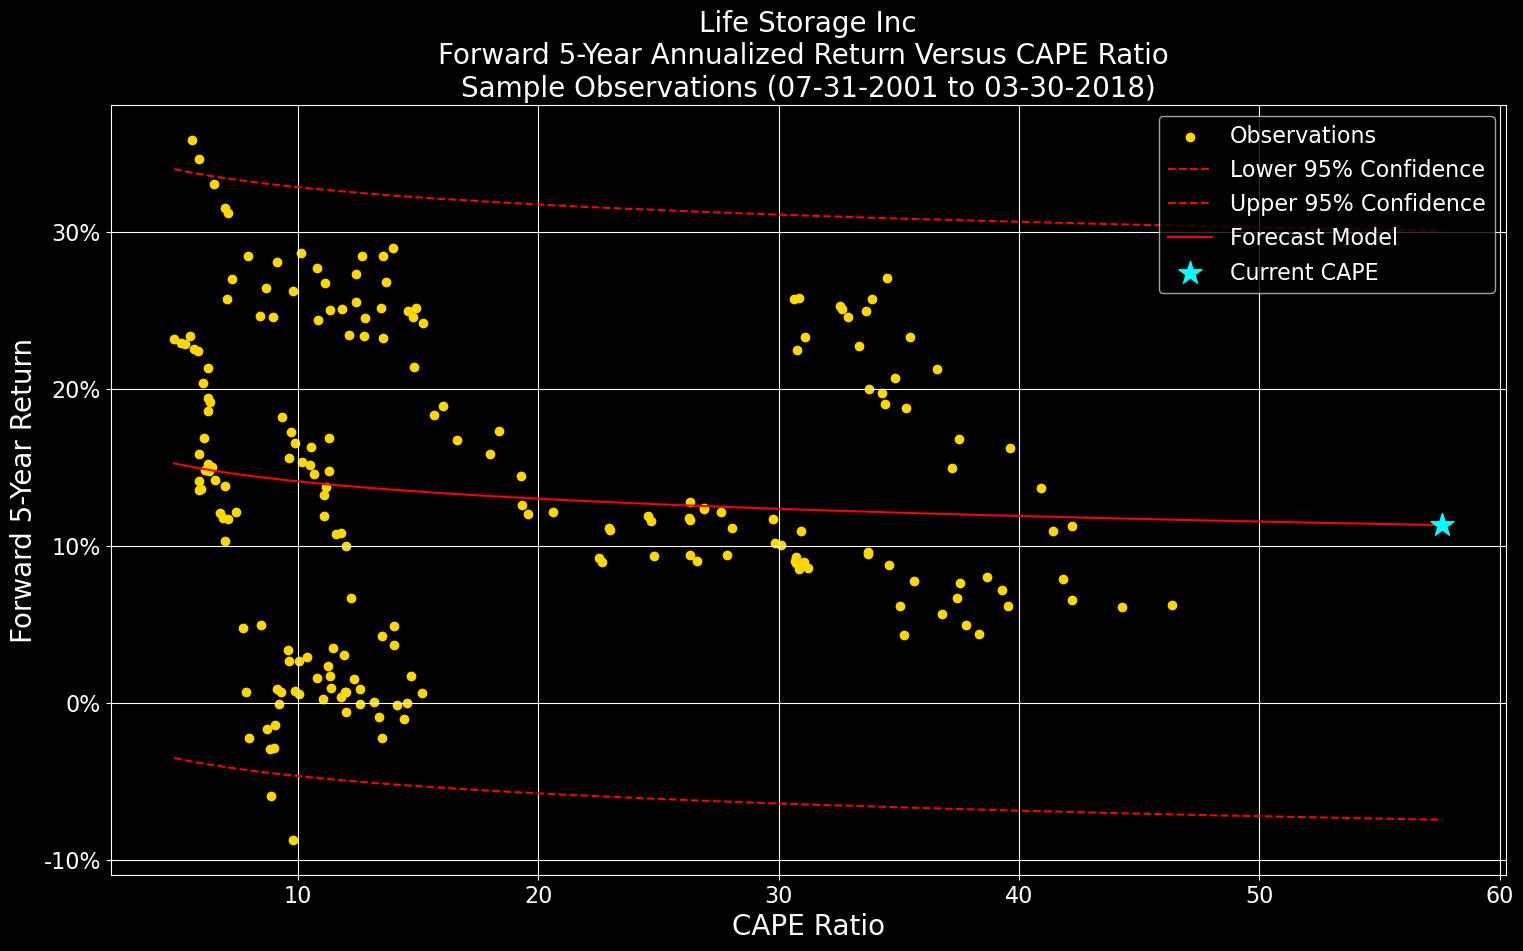 Life Storage Inc
Forward 5-Year Annualized Return Versus CAPE Ratio
Sample Observations (07-31-2001 to 03-30-2018)
Observations
Lower 95% Confidence
Upper 95% Confidence
Forecast Model
Current CAPE
Forward 5-Year Return
30%
20%
10%
0%
-10%
10 20 30 40 50 60
CAPE Ratio